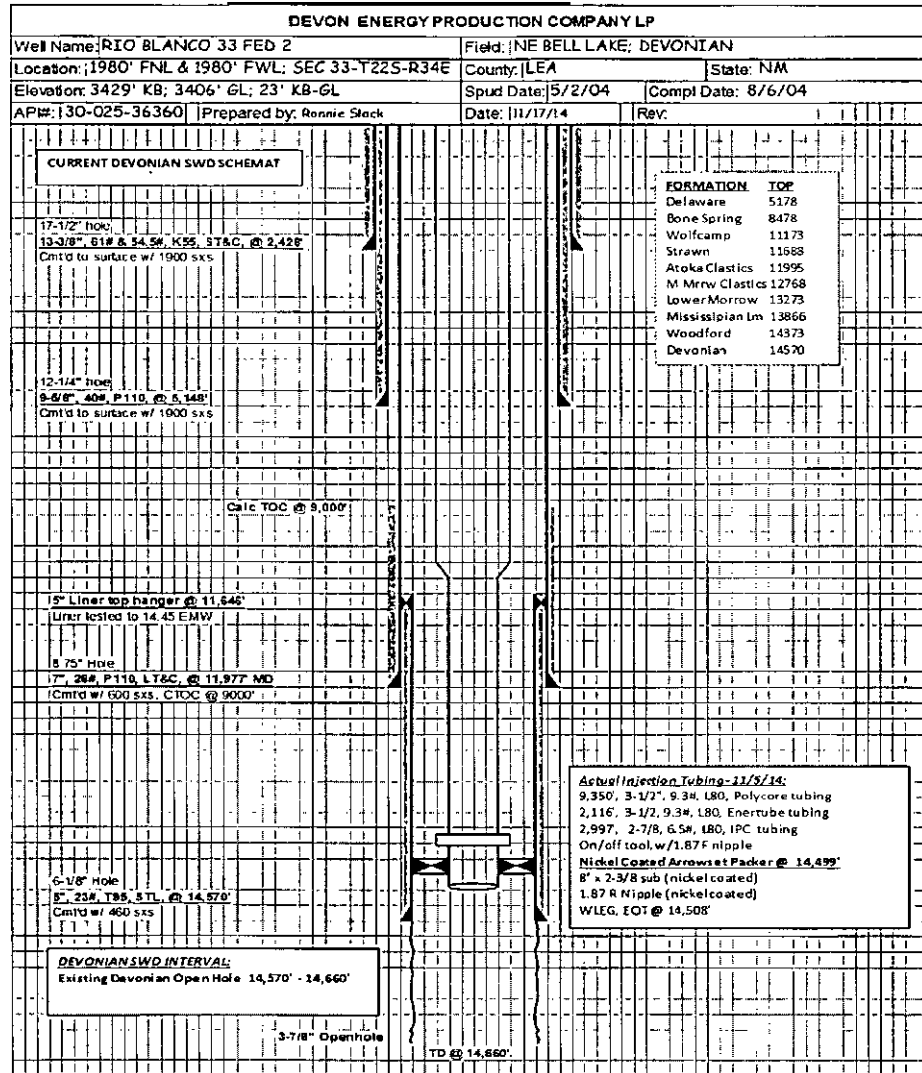 DEVON ENERGY PRODUCTION COMPANY LP
Well Name: RIO BLANCO 33 FED 2 Field: NE BELL LAKE; DEVONIAN
Location: 1980' FNL & 1980' FWL; SEC 33-T22S-R34E County: LEA State: NM
Elevation: 3429' KB; 3406' GL; 23' KB-GL Spud Date: 5/2/04 Compl Date: 8/6/04
API#: 30-025-36360 Prepared by: Ronnie Slack Date: 11/17/14 Rev:
CURRENT DEVONIAN SWD SCHEMAT
FORMATION TOP
Delaware 5178
Bone Spring 8478
Wolfcamp 11173
Strawn 11688
Atoka Clastics 11995
M Mrrw Clastics 12768
Lower Morrow 13273
Mississipian Lm 13866
Woodford 14373
Devonian 14570
17-1/2" hole
13-3/8", 61# & 54.5#, K55, ST&C, @ 2,428'
Cmt'd to surface w/ 1900 sxs
12-1/4" hole
9-5/8", 40#, P110, @ 5,148'
Cmt'd to surface w/ 1900 sxs
Calc TOC @ 9,000'
5" Liner top hanger @ 11,646'
Liner tested to 14.45 EMW
8.75" Hole
7", 26#, P110, LT&C, @ 11,977' MD
Cmt'd w/ 600 sxs. CTOC @ 9000'
Actual Injection Tubing - 11/5/14:
9,350', 3-1/2", 9.3#, L80, Polycore tubing
2,116', 3-1/2, 9.3#, L80, Enertube tubing
2,997', 2-7/8, 6.5#, L80, IPC tubing
On/off tool, w/1.87 F nipple
Nickel Coated Arrowset Packer @ 14,499'
8' x 2-3/8 sub (nickel coated)
1.87 R Nipple (nickel coated)
WLEG, EOT @ 14,508'
6-1/8" Hole
5", 23#, T95, STL, @ 14,570'
Cmt'd w/ 460 sxs
DEVONIAN SWD INTERVAL:
Existing Devonian Open Hole 14,570' - 14,660'
3-7/8" Openhole
TD @ 14,660'